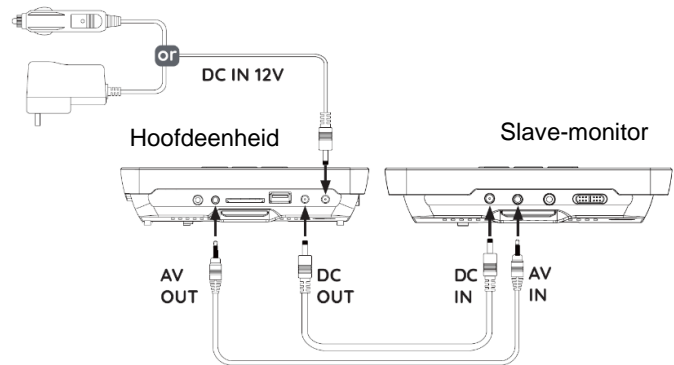 or
DC IN 12V
Hoofdeenheid
Slave-monitor
AV
OUT
DC
OUT
DC
IN
AV
IN